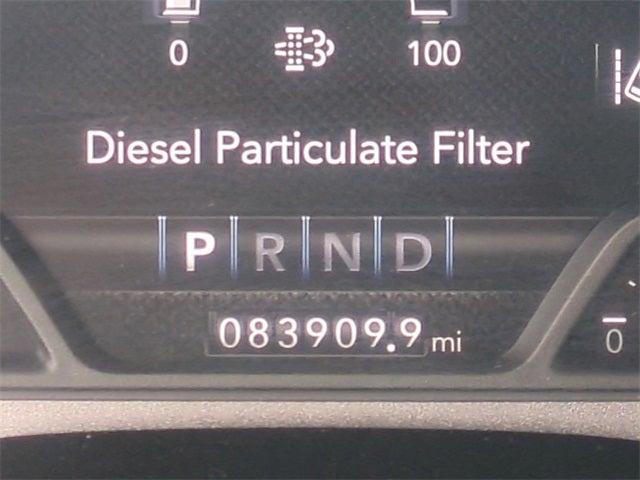 0 100
Diesel Particulate Filter
P R N D
083909.9 mi
0